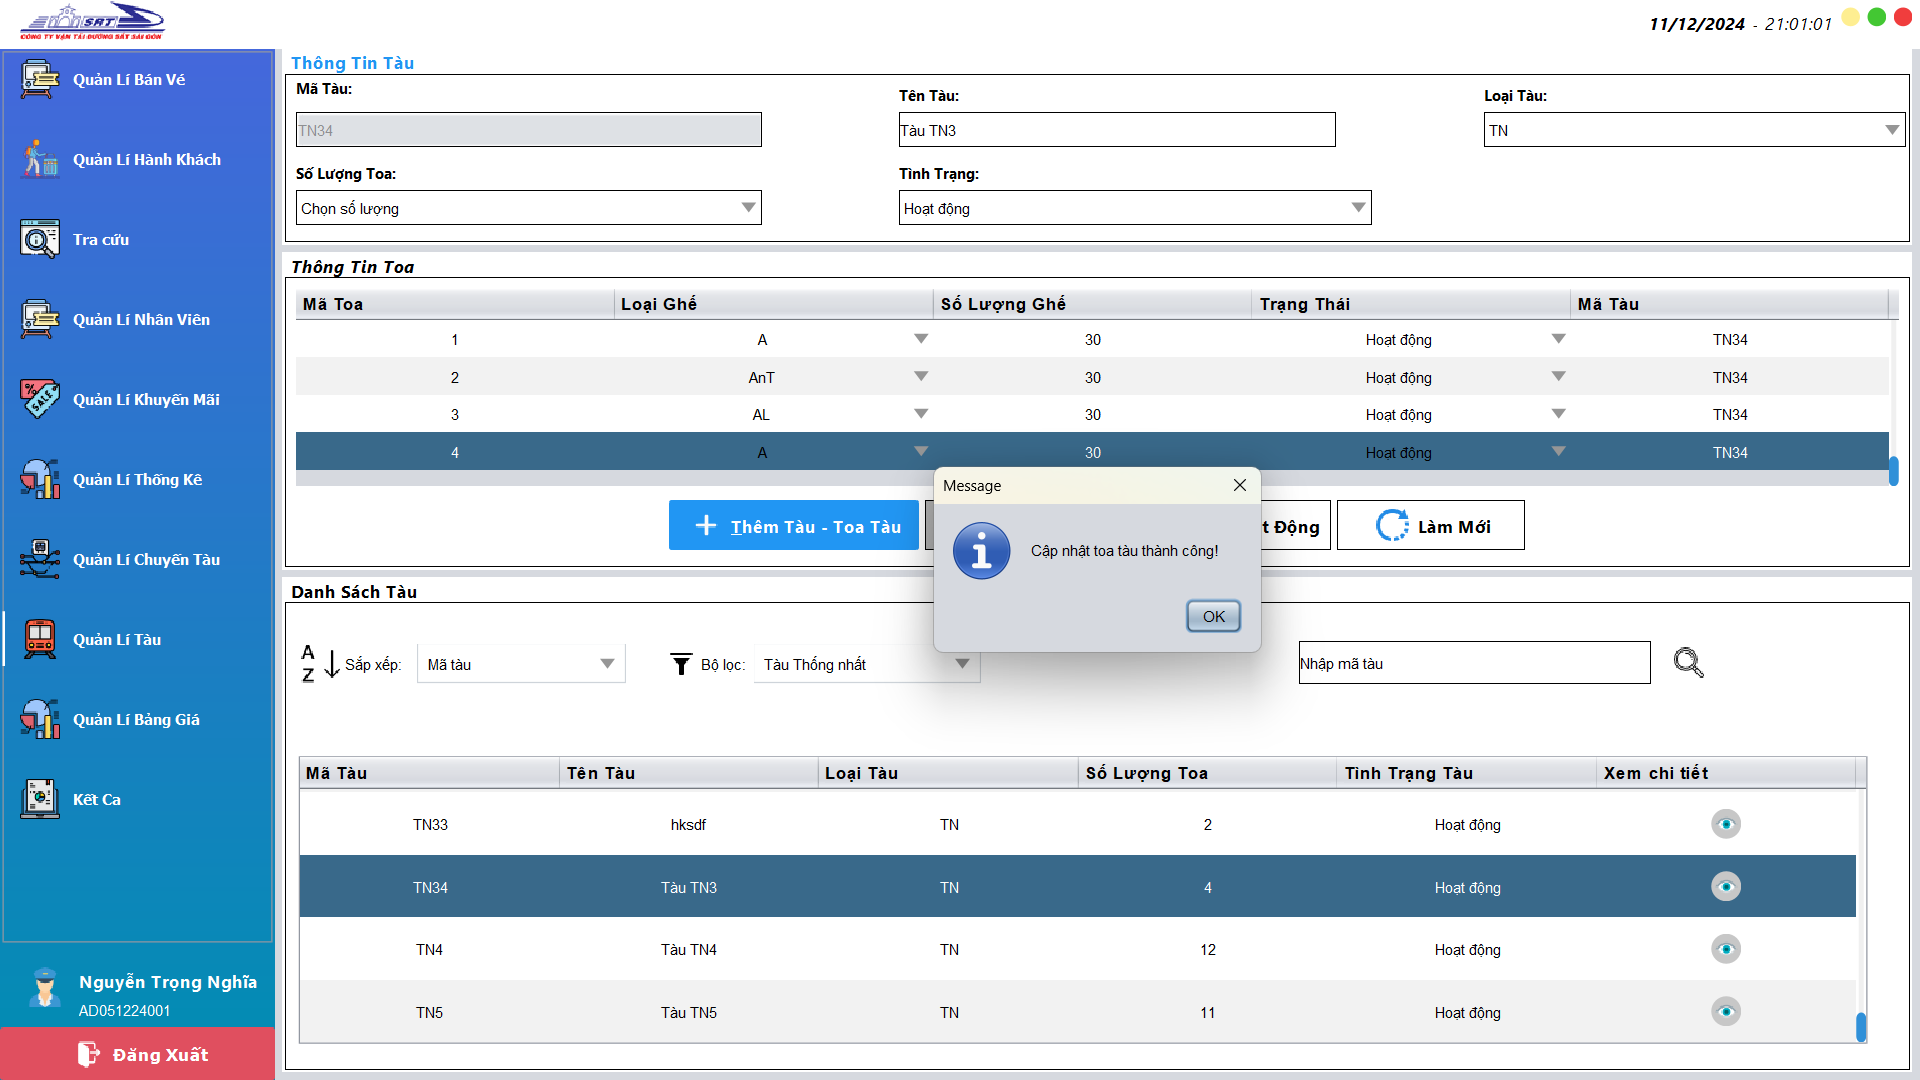 SRT
CÔNG TY VẬN TẢI ĐƯỜNG SẮT SÀI GÒN
11/12/2024 - 21:01:01
Quản Lí Bán Vé
Quản Lí Hành Khách
Tra cứu
Quản Lí Nhân Viên
Quản Lí Khuyến Mãi
Quản Lí Thống Kê
Quản Lí Chuyến Tàu
Quản Lí Tàu
Quản Lí Bảng Giá
Kết Ca
Nguyễn Trọng Nghĩa
AD051224001
Đăng Xuất
Thông Tin Tàu
Mã Tàu:
Tên Tàu:
Loại Tàu:
TN34
Tàu TN3
TN
Số Lượng Toa:
Tình Trạng:
Chọn số lượng
Hoạt động
Thông Tin Toa
Mã Toa Loại Ghế Số Lượng Ghế Trạng Thái Mã Tàu
1 A 30 Hoạt động TN34
2 AnT 30 Hoạt động TN34
3 AL 30 Hoạt động TN34
4 A 30 Hoạt động TN34
Thêm Tàu - Toa Tàu
t Động
Làm Mới
Message
Cập nhật toa tàu thành công!
OK
Danh Sách Tàu
A
Z
Sắp xếp: Mã tàu
Bộ lọc: Tàu Thống nhất
Nhập mã tàu
Mã Tàu Tên Tàu Loại Tàu Số Lượng Toa Tình Trạng Tàu Xem chi tiết
TN33 hksdf TN 2 Hoạt động
TN34 Tàu TN3 TN 4 Hoạt động
TN4 Tàu TN4 TN 12 Hoạt động
TN5 Tàu TN5 TN 11 Hoạt động